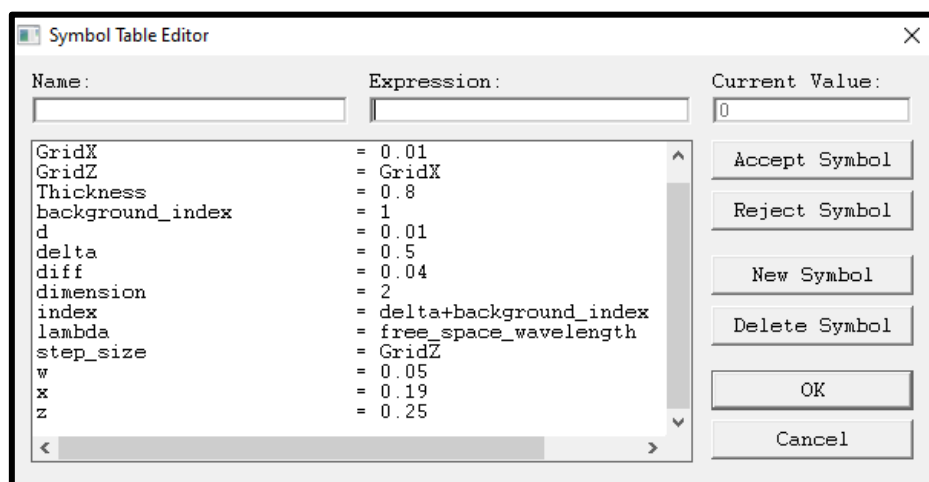 Symbol Table Editor
Name: Expression: Current Value:
0
GridX = 0.01
GridZ = GridX
Thickness = 0.8
background_index = 1
d = 0.01
delta = 0.5
diff = 0.04
dimension = 2
index = delta+background_index
lambda = free_space_wavelength
step_size = GridZ
w = 0.05
x = 0.19
z = 0.25
Accept Symbol
Reject Symbol
New Symbol
Delete Symbol
OK
Cancel